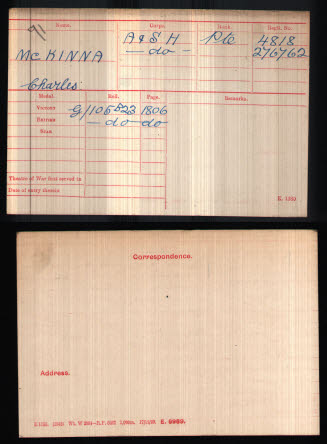 Name.
Corps.
Rank.
Regtl. No.
A & S H
Pte
4818
McKINNA
— do —
276762
Charles
Medal.
Roll.
Page.
Remarks.
Victory
G/105B23
1806
British
— do — do —
Star
Theatre of War first served in
Date of entry therein
E. 1380
Correspondence.
Address.